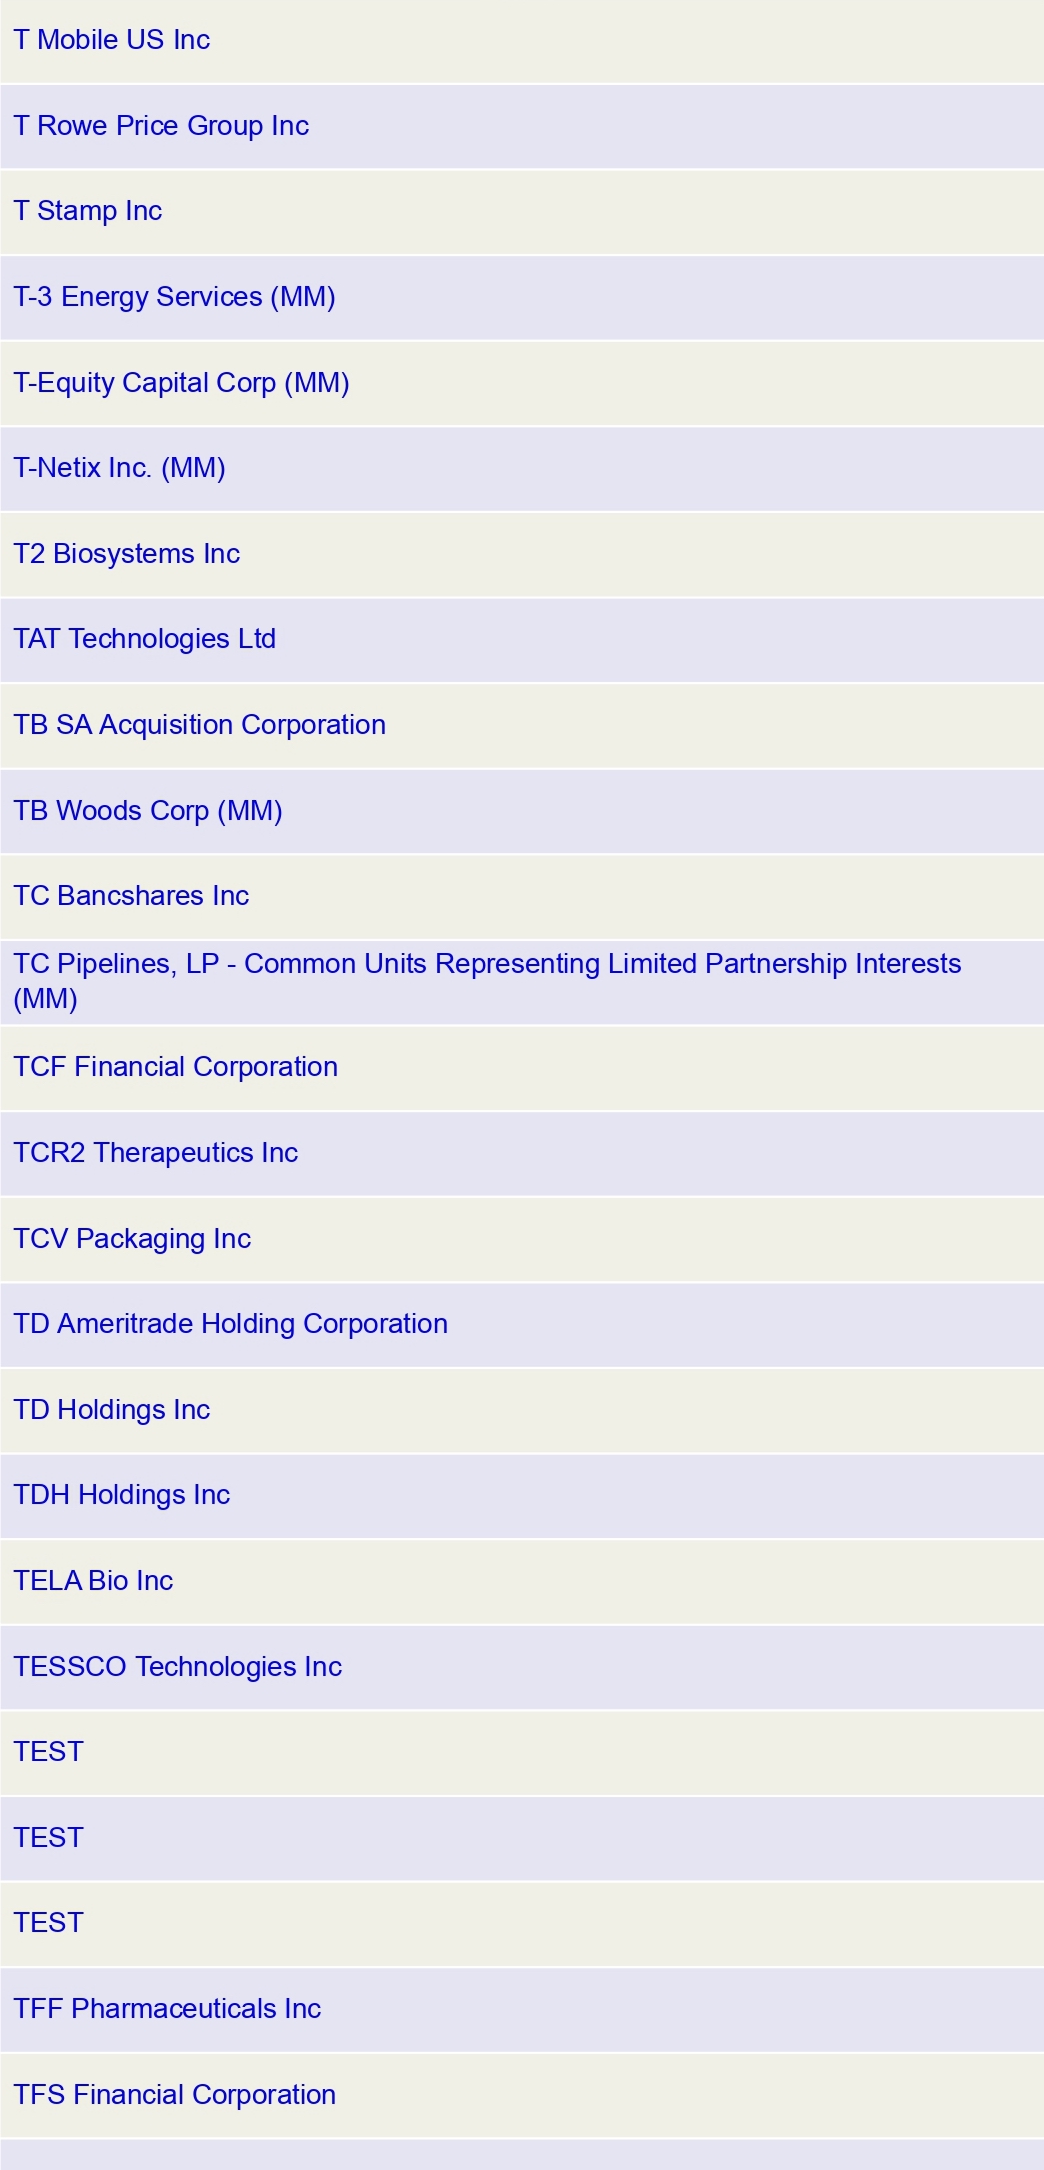 T Mobile US Inc
T Rowe Price Group Inc
T Stamp Inc
T-3 Energy Services (MM)
T-Equity Capital Corp (MM)
T-Netix Inc. (MM)
T2 Biosystems Inc
TAT Technologies Ltd
TB SA Acquisition Corporation
TB Woods Corp (MM)
TC Bancshares Inc
TC Pipelines, LP - Common Units Representing Limited Partnership Interests
(MM)
TCF Financial Corporation
TCR2 Therapeutics Inc
TCV Packaging Inc
TD Ameritrade Holding Corporation
TD Holdings Inc
TDH Holdings Inc
TELA Bio Inc
TESSCO Technologies Inc
TEST
TEST
TEST
TFF Pharmaceuticals Inc
TFS Financial Corporation